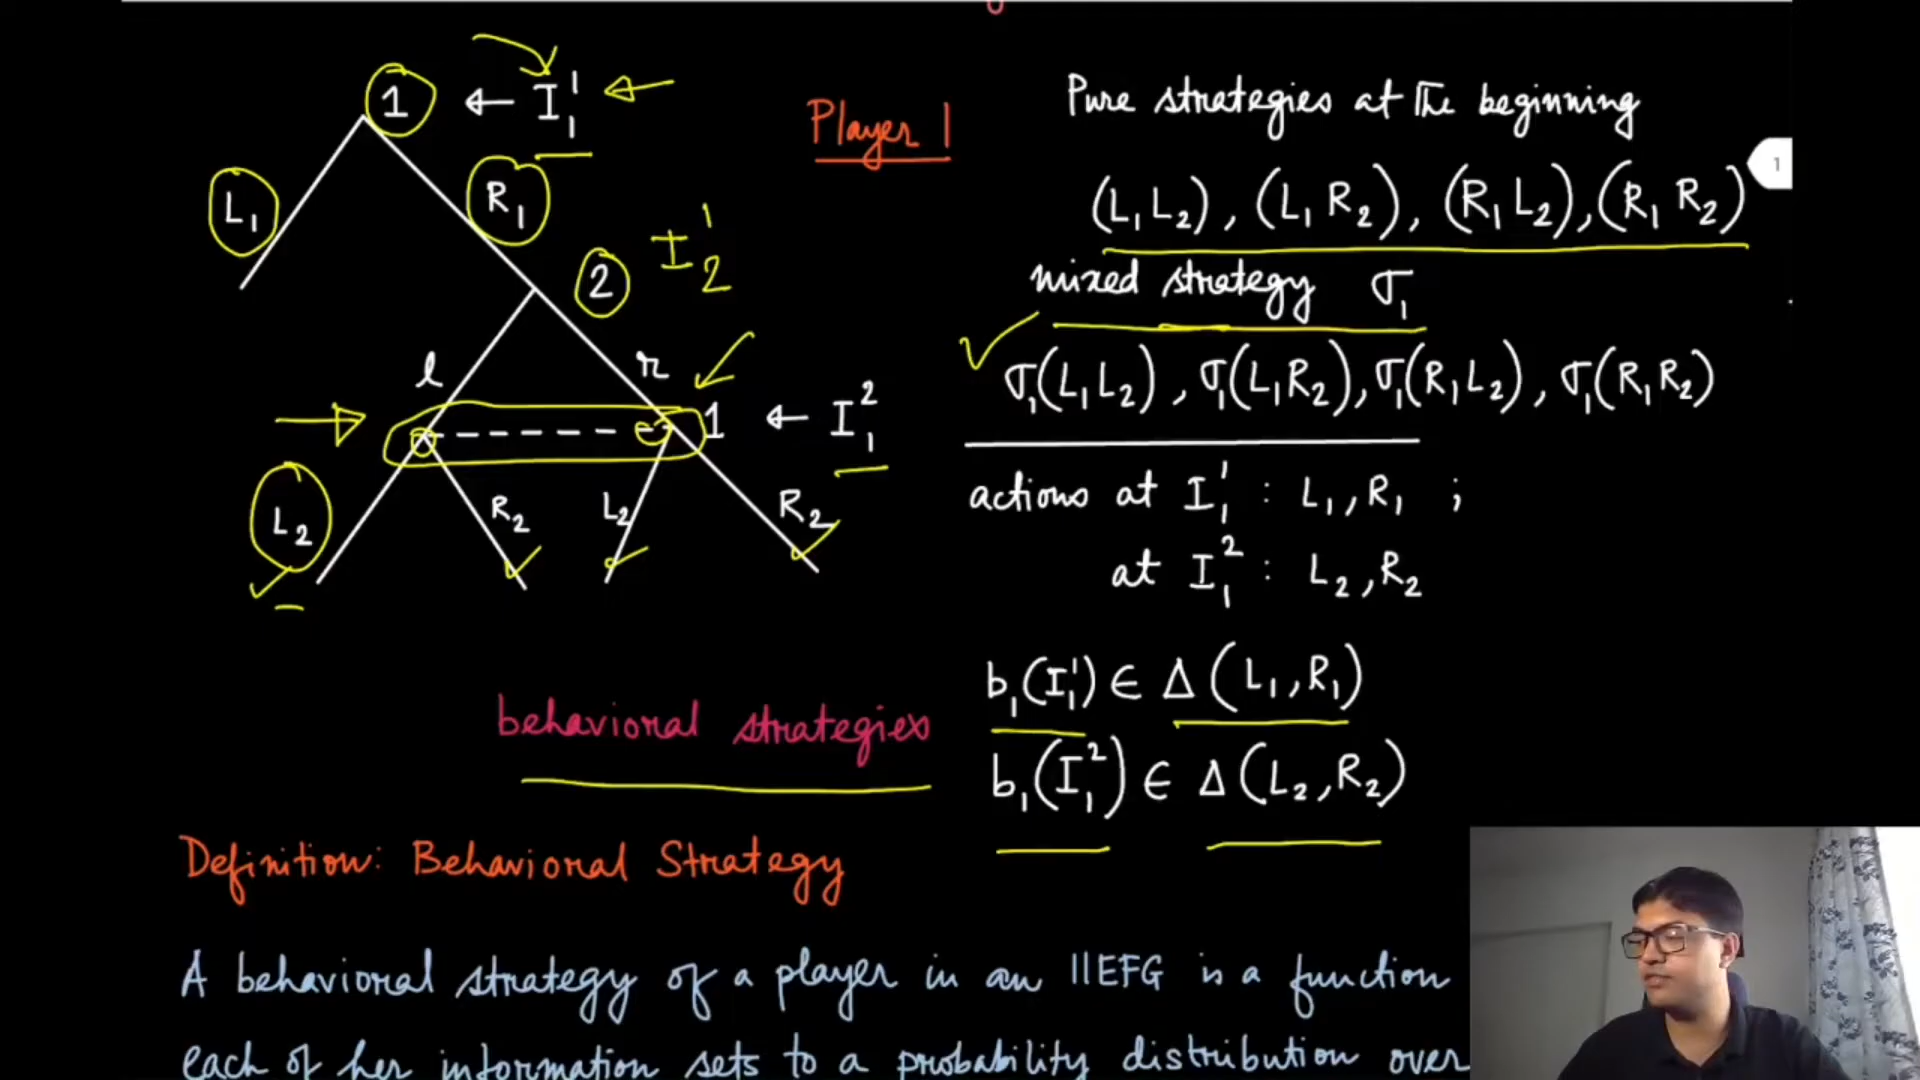 1 ← I₁¹
L₁ R₁
2 I₂¹
l r
1 ← I₁²
L₂ R₂ L₂ R₂
Player 1
Pure strategies at the beginning
(L₁L₂), (L₁R₂), (R₁L₂), (R₁R₂)
1
mixed strategy σ₁
σ₁(L₁L₂), σ₁(L₁R₂), σ₁(R₁L₂), σ₁(R₁R₂)
actions at I₁¹ : L₁, R₁ ;
at I₁² : L₂, R₂
behavioral strategies
b₁(I₁¹) ∈ Δ(L₁, R₁)
b₁(I₁²) ∈ Δ(L₂, R₂)
Definition: Behavioral Strategy
A behavioral strategy of a player in an IIEFG is a function
each of her information sets to a probability distribution over